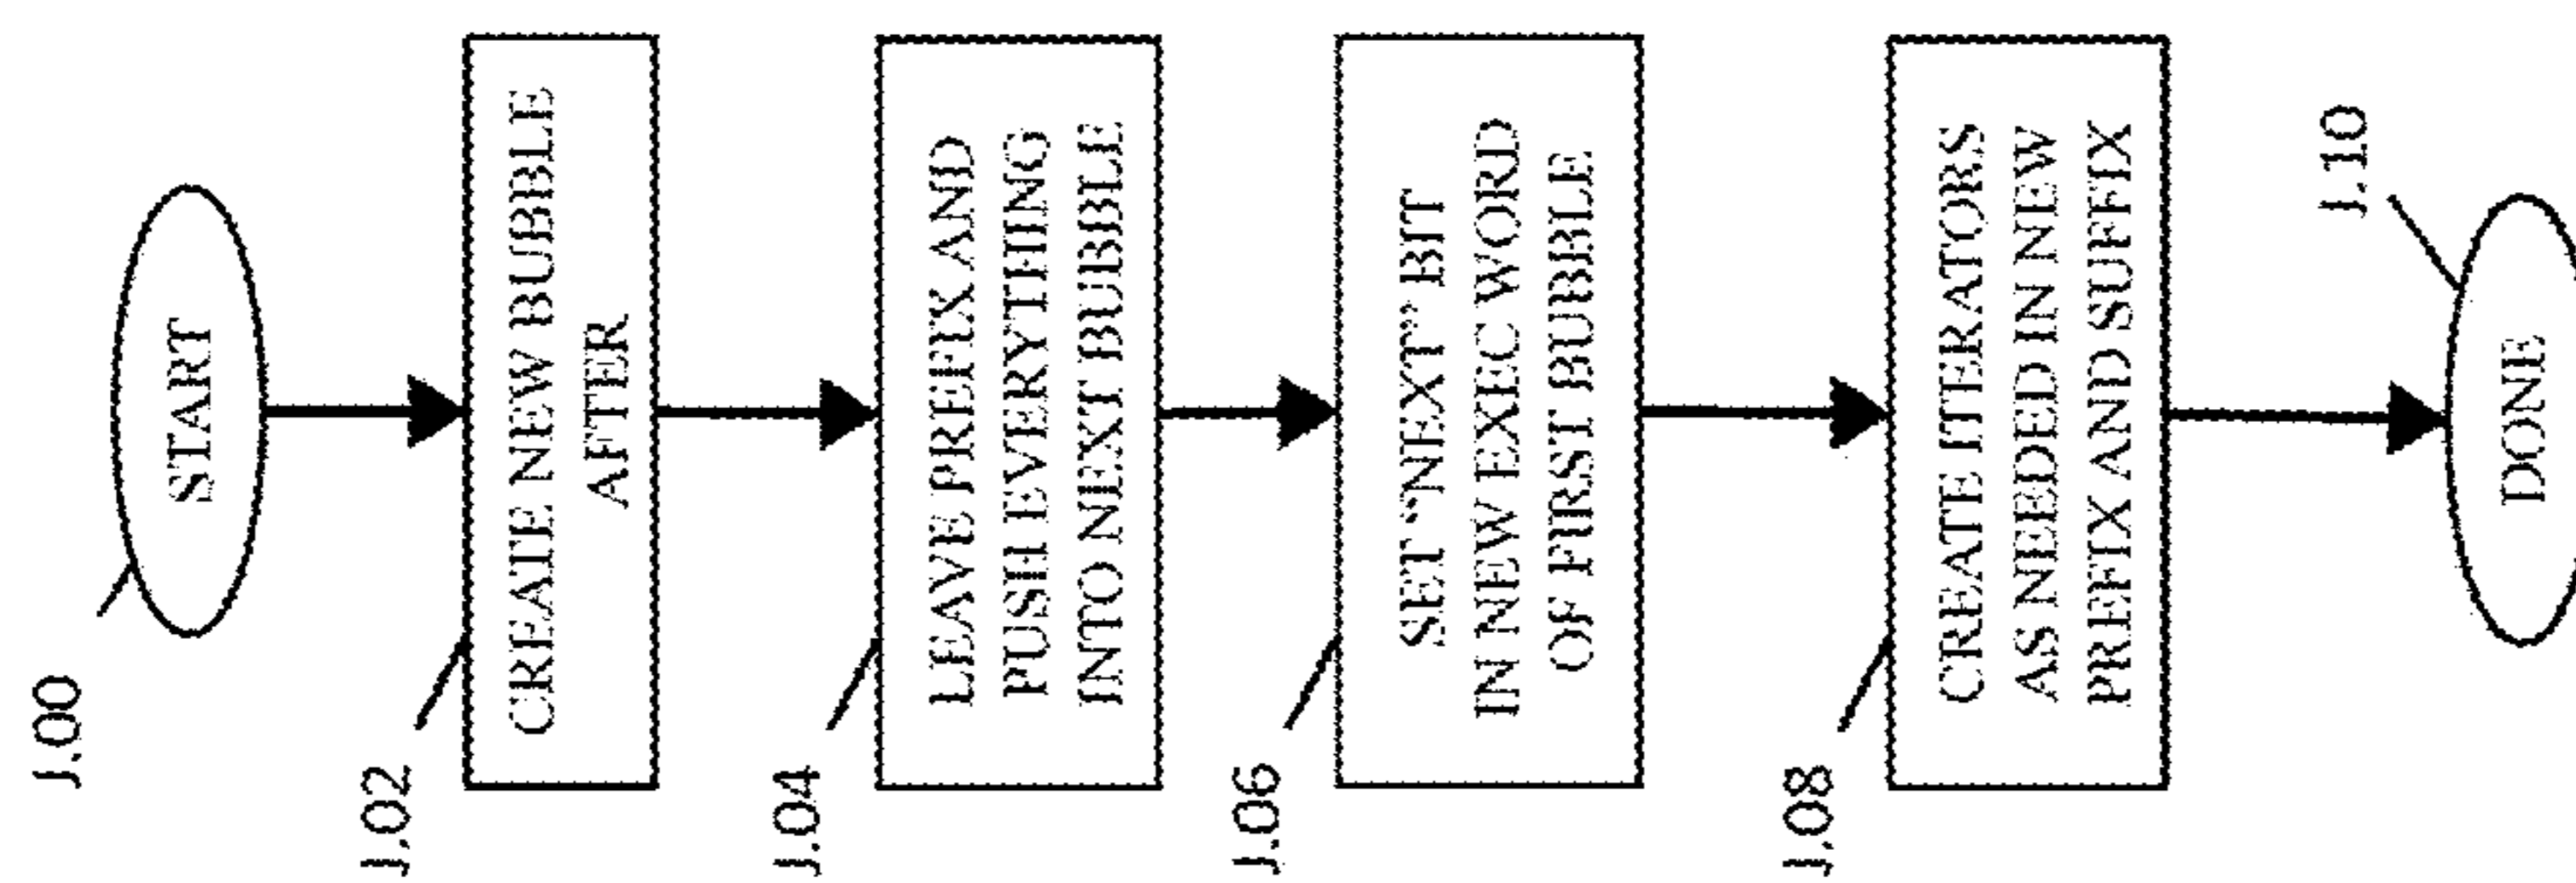 J.00
START
J.02
CREATE NEW BUBBLE
AFTER
J.04
LEAVE PREFIX AND
PUSH EVERYTHING
INTO NEXT BUBBLE
J.06
SET “NEXT” BIT
IN NEW EXEC WORD
OF FIRST BUBBLE
J.08
CREATE ITERATORS
AS NEEDED IN NEW
PREFIX AND SUFFIX
J.10
DONE